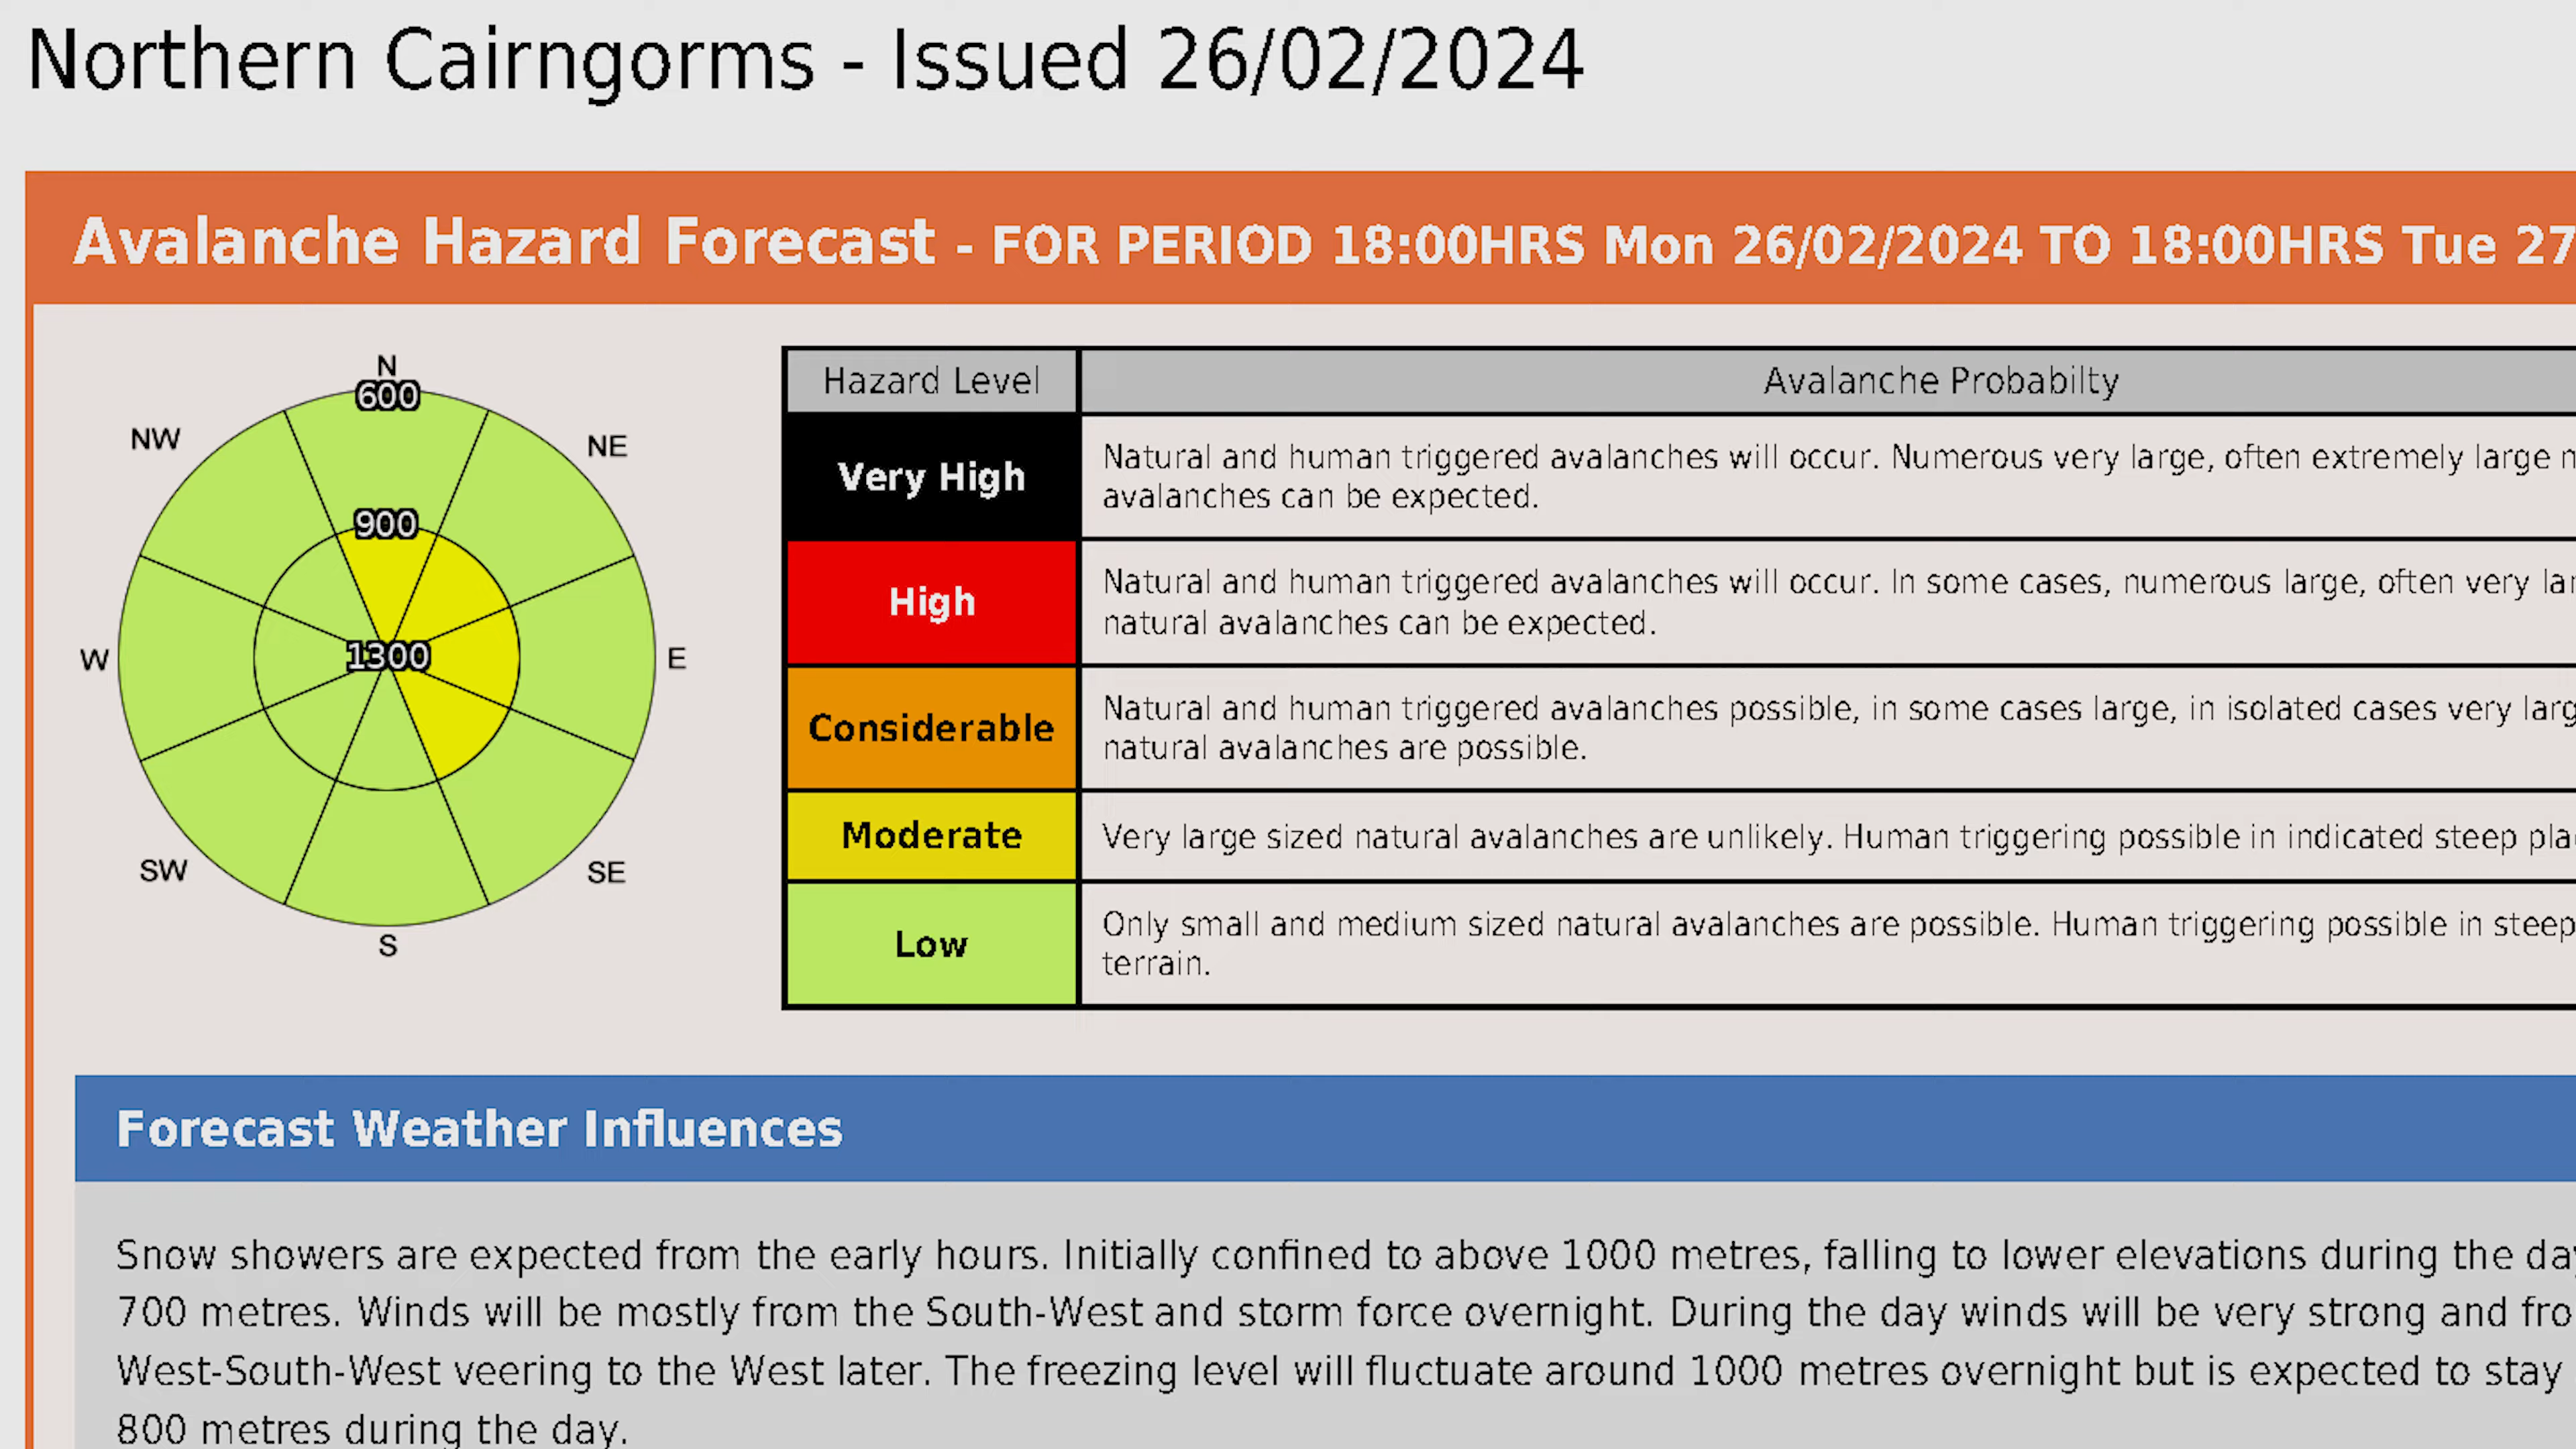 Northern Cairngorms - Issued 26/02/2024
Avalanche Hazard Forecast - FOR PERIOD 18:00HRS Mon 26/02/2024 TO 18:00HRS Tue 27
N
600
NW
NE
900
W
1300
E
SW
SE
S
Hazard Level
Avalanche Probabilty
Very High
Natural and human triggered avalanches will occur. Numerous very large, often extremely large
avalanches can be expected.
High
Natural and human triggered avalanches will occur. In some cases, numerous large, often very
natural avalanches can be expected.
Considerable
Natural and human triggered avalanches possible, in some cases large, in isolated cases very
natural avalanches are possible.
Moderate
Very large sized natural avalanches are unlikely. Human triggering possible in indicated steep
Low
Only small and medium sized natural avalanches are possible. Human triggering possible in steep
terrain.
Forecast Weather Influences
Snow showers are expected from the early hours. Initially confined to above 1000 metres, falling to lower elevations during the day
700 metres. Winds will be mostly from the South-West and storm force overnight. During the day winds will be very strong and
West-South-West veering to the West later. The freezing level will fluctuate around 1000 metres overnight but is expected to stay
800 metres during the day.